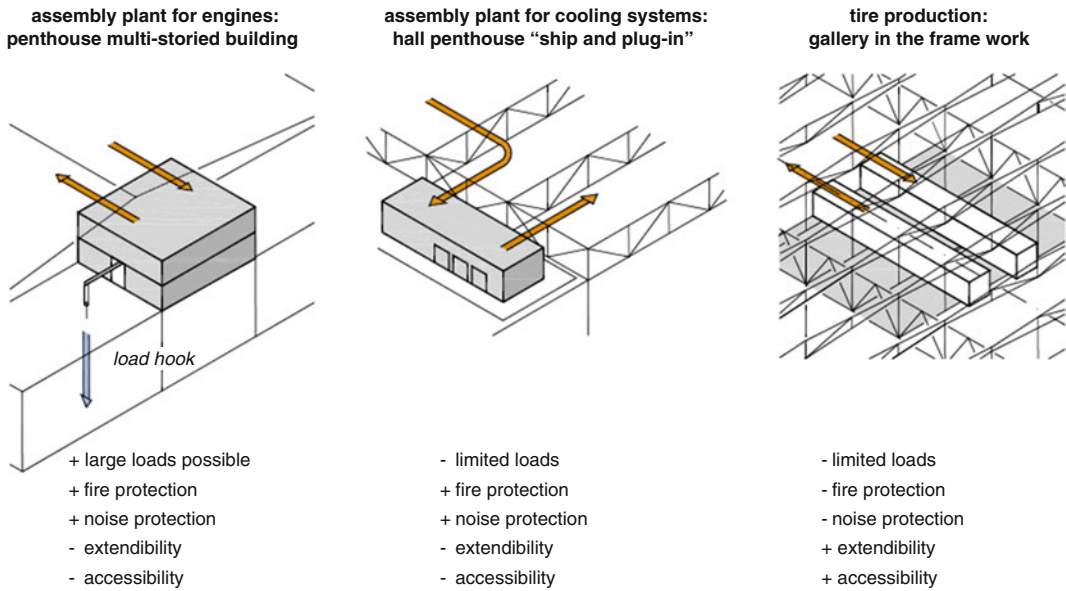 assembly plant for engines:
penthouse multi-storied building
assembly plant for cooling systems:
hall penthouse “ship and plug-in”
tire production:
gallery in the frame work
load hook
+ large loads possible
+ fire protection
+ noise protection
- extendibility
- accessibility
- limited loads
+ fire protection
+ noise protection
- extendibility
- accessibility
- limited loads
- fire protection
- noise protection
+ extendibility
+ accessibility